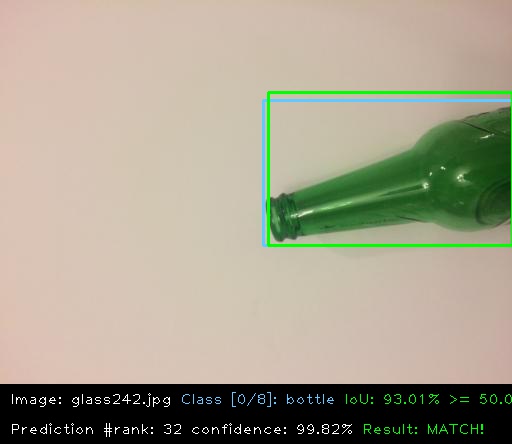 Image: glass242.jpg Class [0/8]: bottle IoU: 93.01% >= 50.0
Prediction #rank: 32 confidence: 99.82% Result: MATCH!